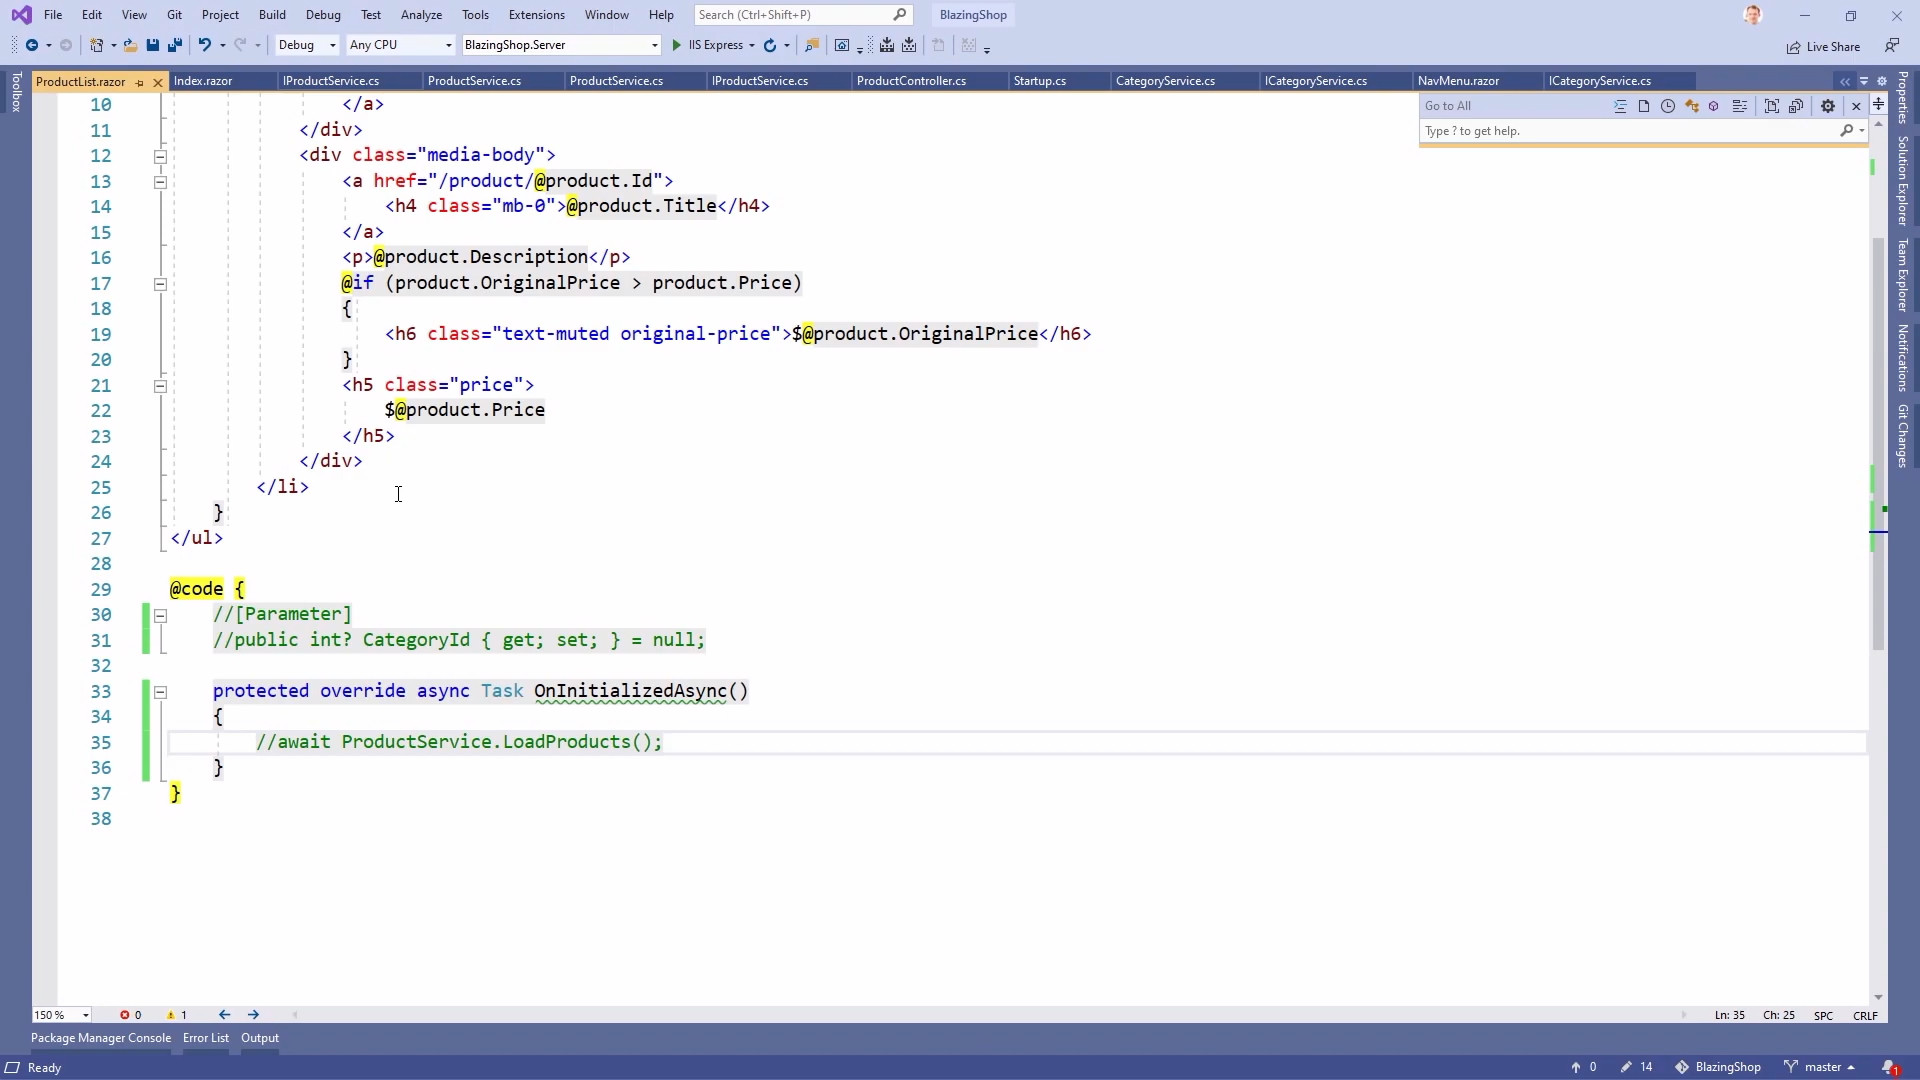 File Edit View Git Project Build Debug Test Analyze Tools Extensions Window Help Search (Ctrl+Shift+P) BlazingShop
Debug Any CPU BlazingShop.Server IIS Express Live Share
ProductList.razor Index.razor IProductService.cs ProductService.cs ProductService.cs IProductService.cs ProductController.cs Startup.cs CategoryService.cs ICategoryService.cs NavMenu.razor ICategoryService.cs
Toolbox
Go to All
Type ? to get help.
Properties
Solution Explorer
Team Explorer
Notifications
Git Changes
10 </a>
11 </div>
12 <div class="media-body">
13 <a href="/product/@product.Id">
14 <h4 class="mb-0">@product.Title</h4>
15 </a>
16 <p>@product.Description</p>
17 @if (product.OriginalPrice > product.Price)
18 {
19 <h6 class="text-muted original-price">$@product.OriginalPrice</h6>
20 }
21 <h5 class="price">
22 $@product.Price
23 </h5>
24 </div>
25 </li>
26 }
27 </ul>
28
29 @code {
30 //[Parameter]
31 //public int? CategoryId { get; set; } = null;
32
33 protected override async Task OnInitializedAsync()
34 {
35 //await ProductService.LoadProducts();
36 }
37 }
38
150 % 0 1 Ln: 35 Ch: 25 SPC CRLF
Package Manager Console Error List Output
Ready 0 14 BlazingShop master 1